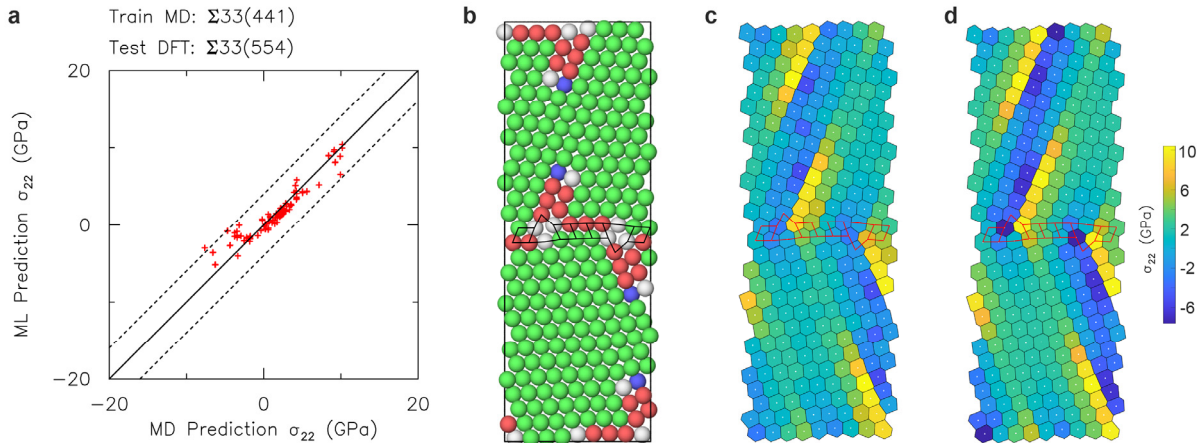 a
Train MD: Σ33(441)
Test DFT: Σ33(554)
20
0
−20
−20
0
20
ML Prediction σ22 (GPa)
MD Prediction σ22 (GPa)
b
c
d
10
6
2
-2
-6
σ22 (GPa)